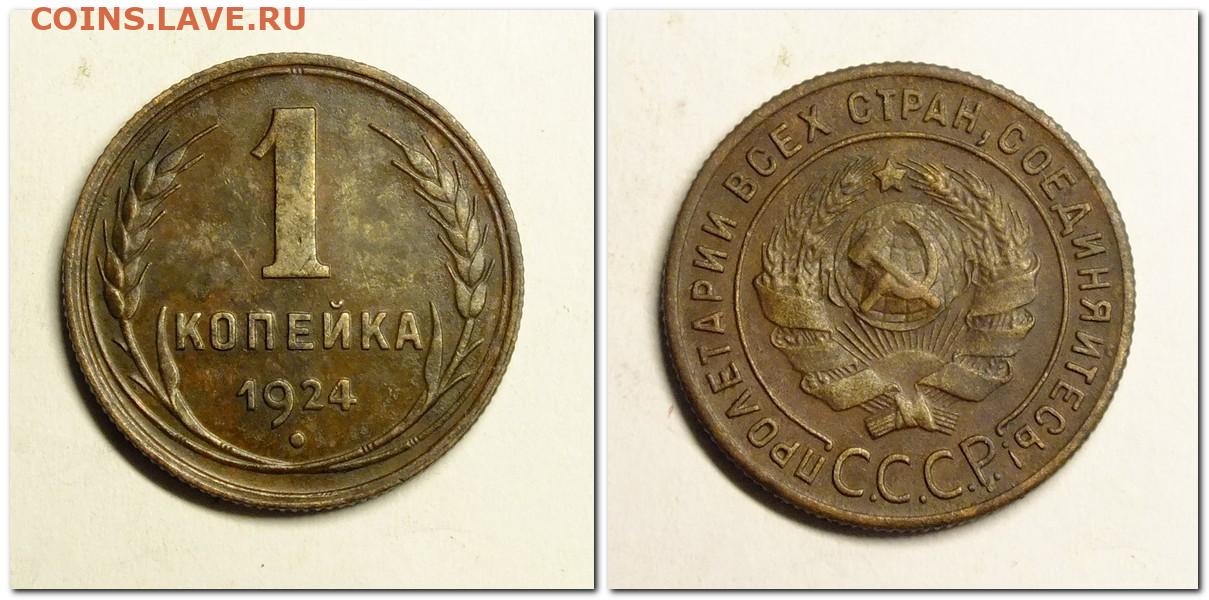 COINS.LAVE.RU
1
КОПЕЙКА
1924
ПРОЛЕТАРИИ ВСЕХ СТРАН, СОЕДИНЯЙТЕСЬ!
С.С.С.Р.